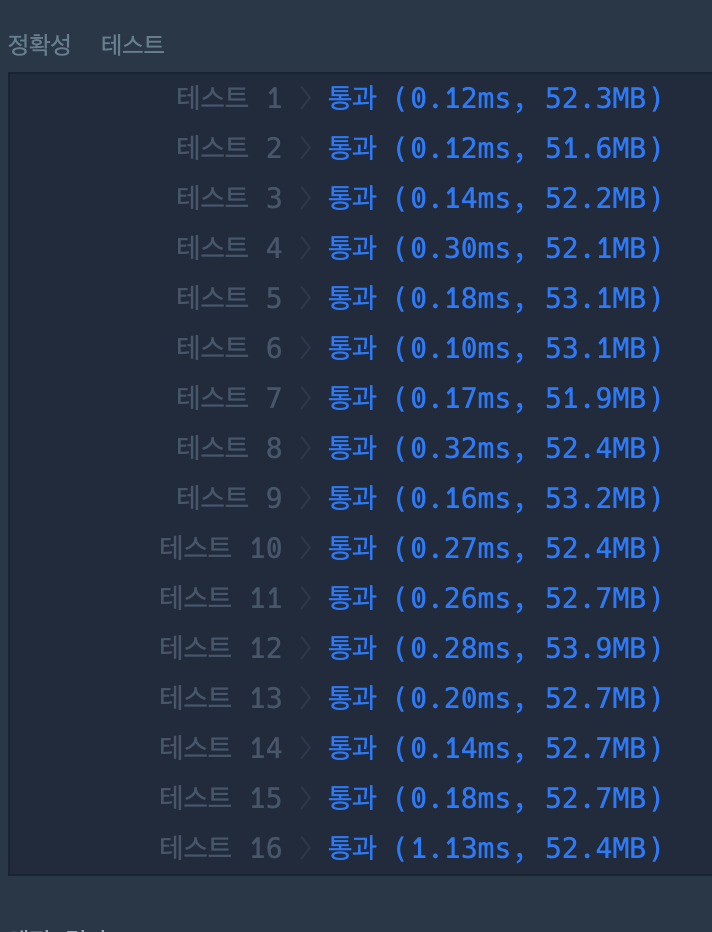 정확성 테스트
테스트 1 〉 통과 (0.12ms, 52.3MB)
테스트 2 〉 통과 (0.12ms, 51.6MB)
테스트 3 〉 통과 (0.14ms, 52.2MB)
테스트 4 〉 통과 (0.30ms, 52.1MB)
테스트 5 〉 통과 (0.18ms, 53.1MB)
테스트 6 〉 통과 (0.10ms, 53.1MB)
테스트 7 〉 통과 (0.17ms, 51.9MB)
테스트 8 〉 통과 (0.32ms, 52.4MB)
테스트 9 〉 통과 (0.16ms, 53.2MB)
테스트 10 〉 통과 (0.27ms, 52.4MB)
테스트 11 〉 통과 (0.26ms, 52.7MB)
테스트 12 〉 통과 (0.28ms, 53.9MB)
테스트 13 〉 통과 (0.20ms, 52.7MB)
테스트 14 〉 통과 (0.14ms, 52.7MB)
테스트 15 〉 통과 (0.18ms, 52.7MB)
테스트 16 〉 통과 (1.13ms, 52.4MB)